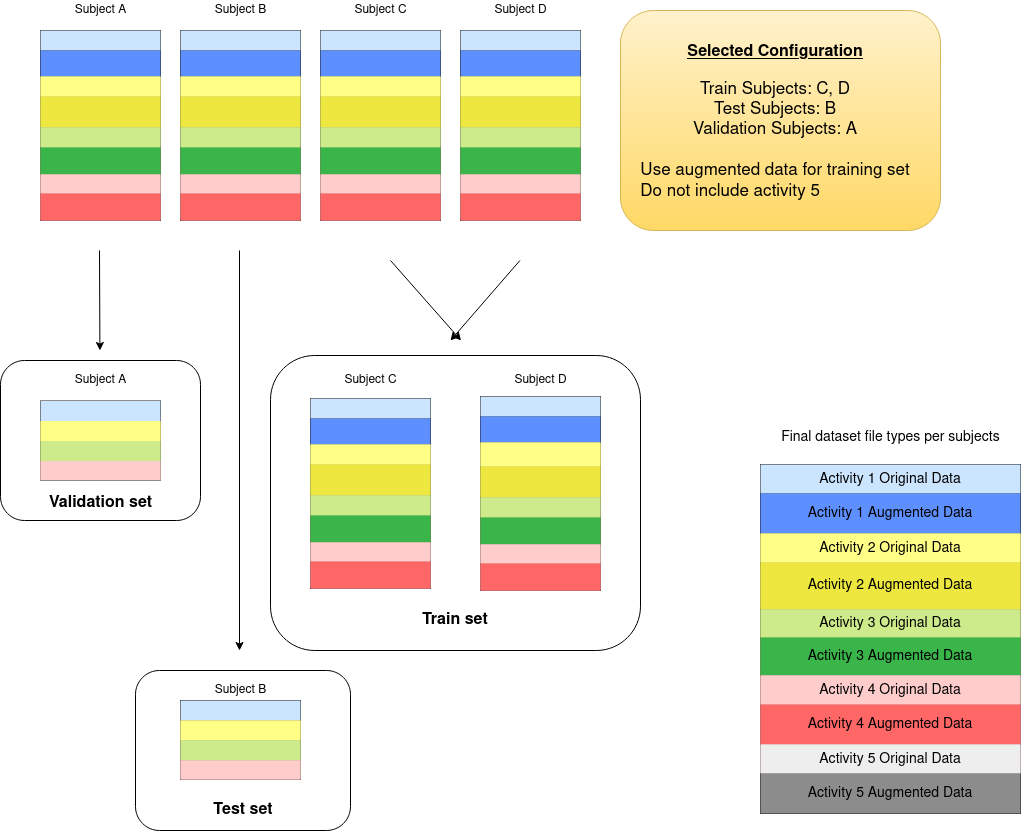 Subject A
Subject B
Subject C
Subject D
Selected Configuration
Train Subjects: C, D
Test Subjects: B
Validation Subjects: A
Use augmented data for training set
Do not include activity 5
Subject A
Validation set
Subject C
Subject D
Train set
Subject B
Test set
Final dataset file types per subjects
Activity 1 Original Data
Activity 1 Augmented Data
Activity 2 Original Data
Activity 2 Augmented Data
Activity 3 Original Data
Activity 3 Augmented Data
Activity 4 Original Data
Activity 4 Augmented Data
Activity 5 Original Data
Activity 5 Augmented Data